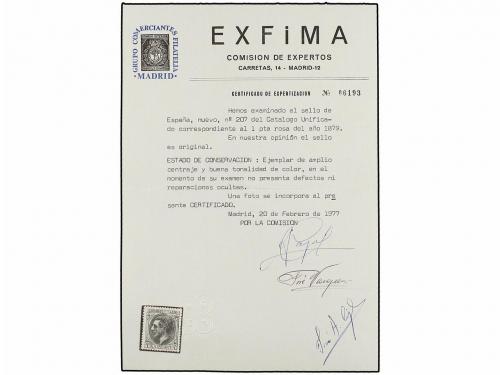 GRUPO COMERCIANTES FILATELIA
·MADRID·
EXFiMA
COMISION DE EXPERTOS
CARRETAS, 14 - MADRID-12
CERTIFICADO DE EXPERTIZACION Nº 06193
Hemos examinado el sello de
España, nuevo, nº 207 del Catalogo Unifica-
do correspondiente al 1 pta rosa del año 1879.
En nuestra opinión el sello
es original.
ESTADO DE CONSERVACION : Ejemplar de amplio
centraje y buena tonalidad de color, en el
momento de su examen no presenta defectos ni
reparaciones ocultas.
Una foto se incorpora al pre
sente CERTIFICADO.
Madrid, 20 de Febrero de 1977
POR LA COMISION